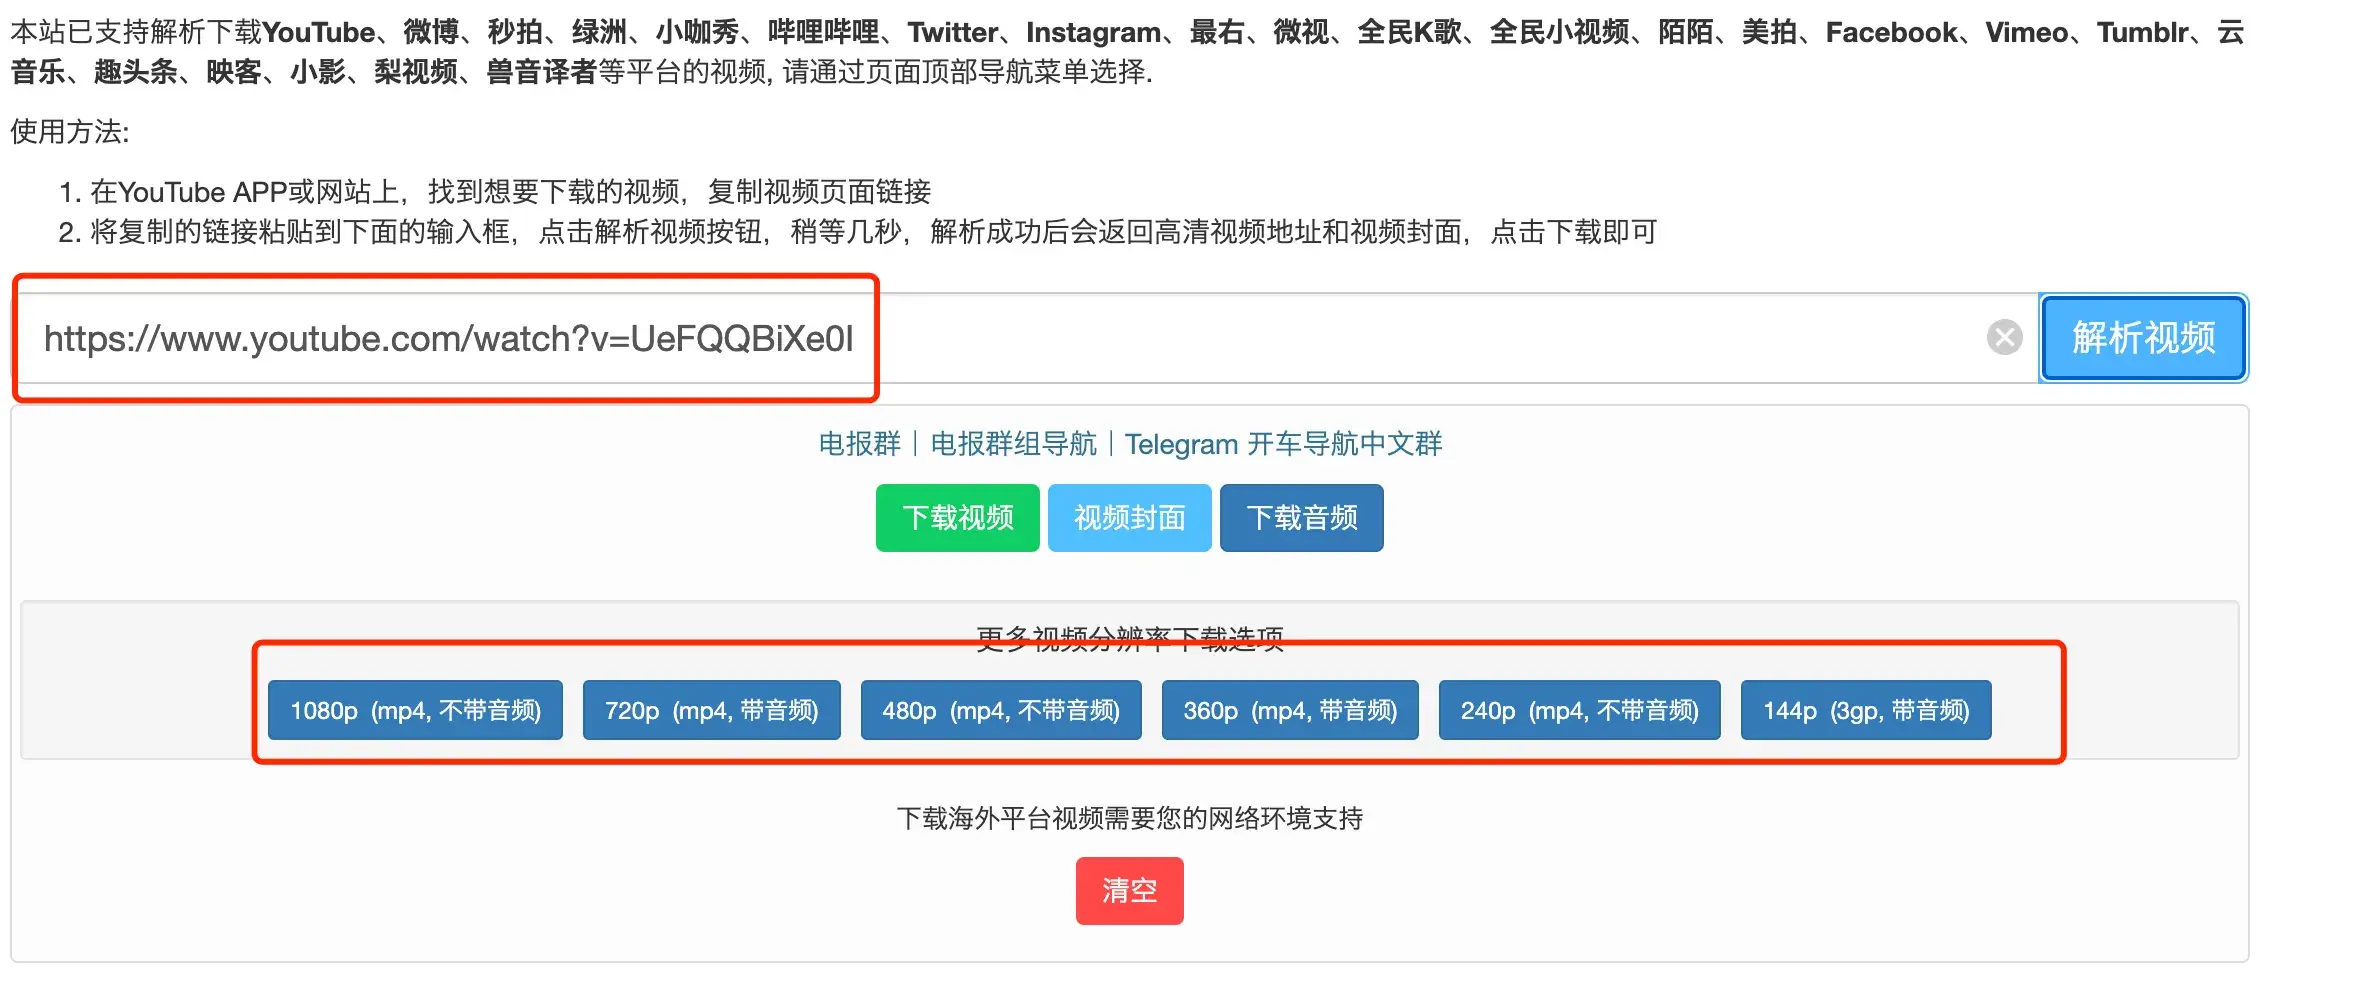 本站已支持解析下载YouTube、微博、秒拍、绿洲、小咖秀、哔哩哔哩、Twitter、Instagram、最右、微视、全民K歌、全民小视频、陌陌、美拍、Facebook、Vimeo、Tumblr、云
音乐、趣头条、映客、小影、梨视频、兽音译者等平台的视频, 请通过页面顶部导航菜单选择.
使用方法:
1. 在YouTube APP或网站上，找到想要下载的视频，复制视频页面链接
2. 将复制的链接粘贴到下面的输入框，点击解析视频按钮，稍等几秒，解析成功后会返回高清视频地址和视频封面，点击下载即可
https://www.youtube.com/watch?v=UeFQQBiXe0I 解析视频
电报群｜电报群组导航｜Telegram 开车导航中文群
下载视频 视频封面 下载音频
更多视频分辨率下载选项
1080p (mp4, 不带音频) 720p (mp4, 带音频) 480p (mp4, 不带音频) 360p (mp4, 带音频) 240p (mp4, 不带音频) 144p (3gp, 带音频)
下载海外平台视频需要您的网络环境支持
清空